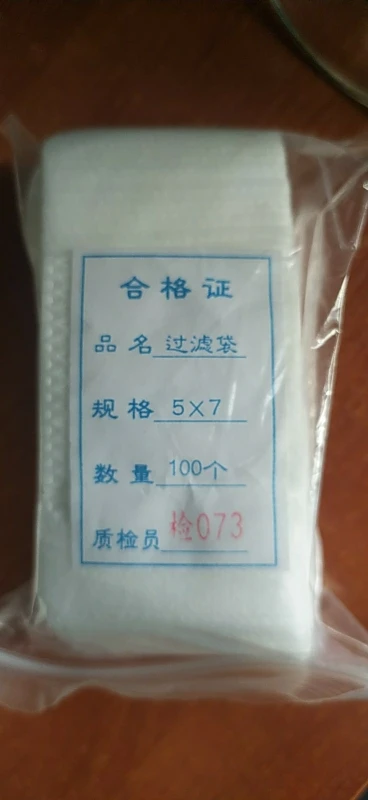 合格证
品名 过滤袋
规格 5×7
数量 100个
质检员 检073